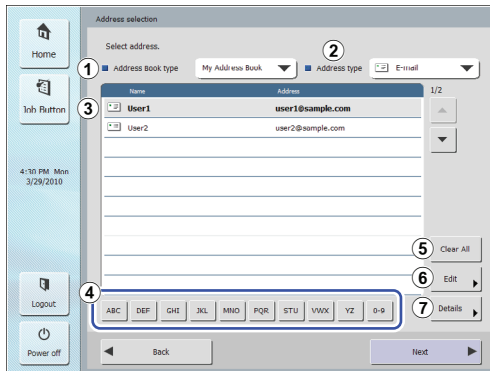 Address selection
Home
Select address.
2
1 Address Book type My Address Book Address type E-mail
Name Address 1/2
Job Button
3 User1 user1@sample.com
User2 user2@sample.com
4:30 PM Mon
3/29/2010
5 Clear All
6 Edit
4
7 Details
ABC DEF GHI JKL MNO PQR STU VWX YZ 0-9
Logout
Back Next
Power off